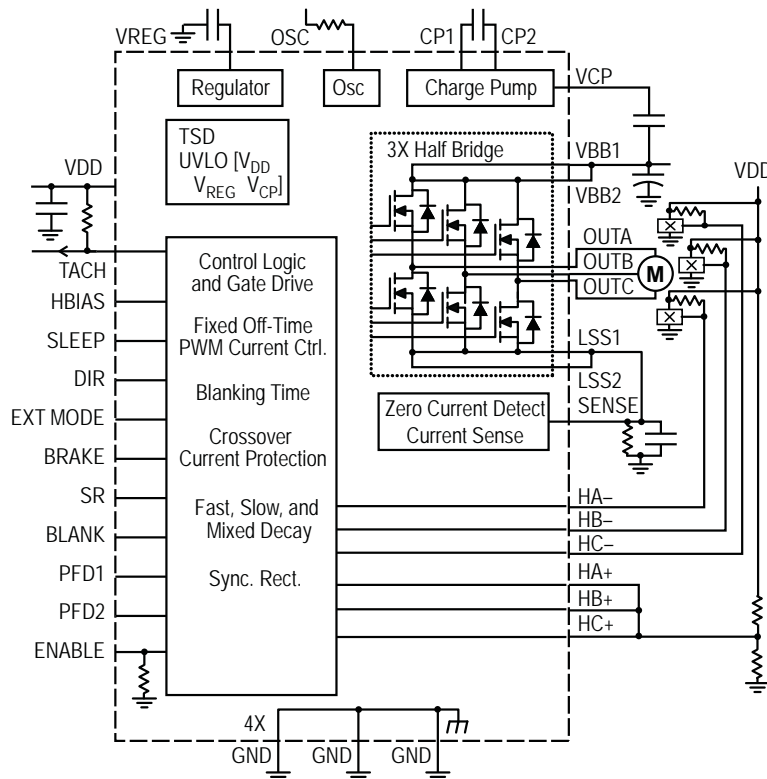 VREG
OSC
CP1
CP2
Regulator
Osc
Charge Pump
VCP
TSD
UVLO [VDD
VREG VCP]
3X Half Bridge
VBB1
VBB2
VDD
VDD
TACH
OUTA
OUTB
OUTC
M
Control Logic
and Gate Drive
Fixed Off-Time
PWM Current Ctrl.
Blanking Time
Crossover
Current Protection
Fast, Slow, and
Mixed Decay
Sync. Rect.
HBIAS
SLEEP
DIR
EXT MODE
BRAKE
SR
BLANK
PFD1
PFD2
ENABLE
LSS1
LSS2
SENSE
Zero Current Detect
Current Sense
HA–
HB–
HC–
HA+
HB+
HC+
4X
GND
GND
GND